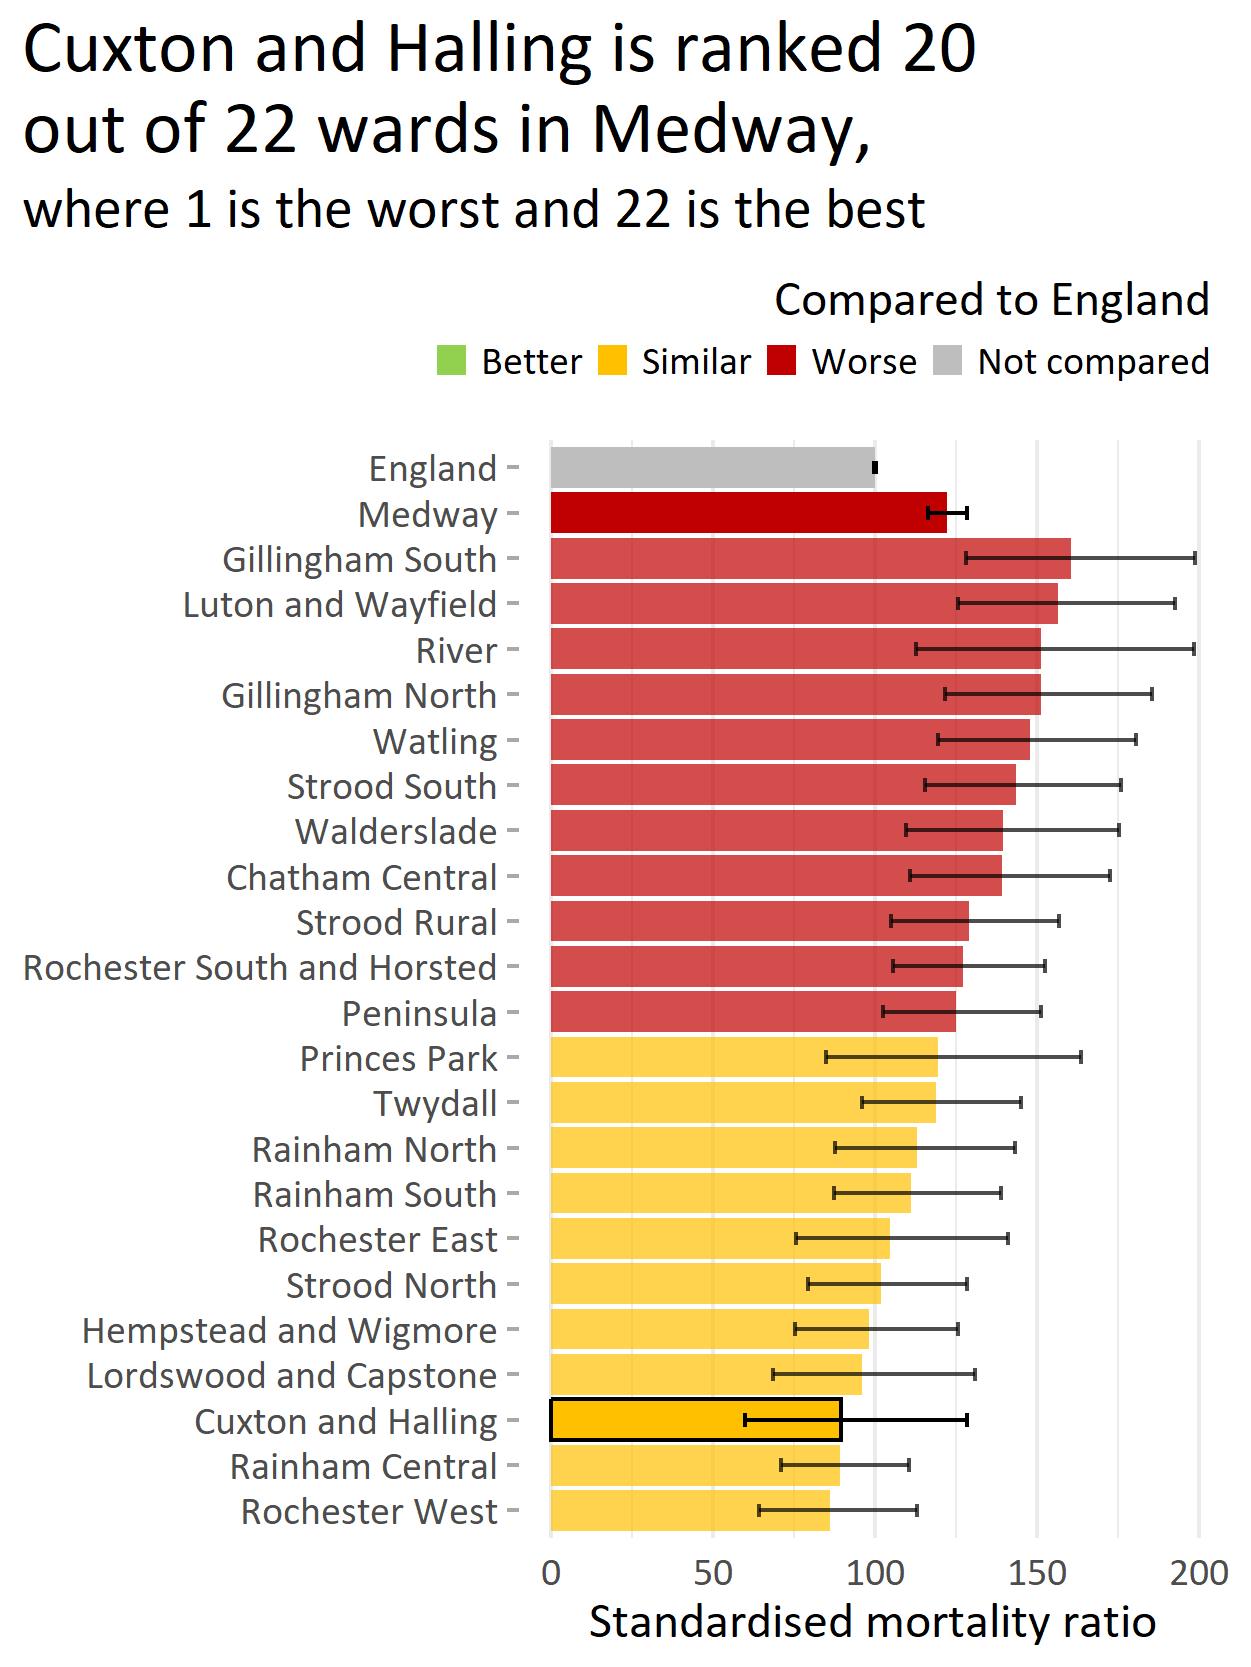 Cuxton and Halling is ranked 20
out of 22 wards in Medway,
where 1 is the worst and 22 is the best
Compared to England
Better Similar Worse Not compared
England
Medway
Gillingham South
Luton and Wayfield
River
Gillingham North
Watling
Strood South
Walderslade
Chatham Central
Strood Rural
Rochester South and Horsted
Peninsula
Princes Park
Twydall
Rainham North
Rainham South
Rochester East
Strood North
Hempstead and Wigmore
Lordswood and Capstone
Cuxton and Halling
Rainham Central
Rochester West
0 50 100 150 200
Standardised mortality ratio